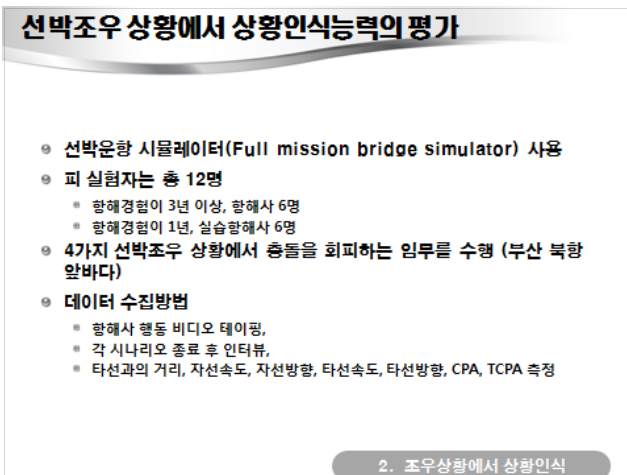 선박조우 상황에서 상황인식능력의 평가
선박운항 시뮬레이터(Full mission bridge simulator) 사용
피 실험자는 총 12명
항해경험이 3년 이상, 항해사 6명
항해경험이 1년, 실습항해사 6명
4가지 선박조우 상황에서 충돌을 회피하는 임무를 수행 (부산 북항
앞바다)
데이터 수집방법
항해사 행동 비디오 테이핑,
각 시나리오 종료 후 인터뷰,
타선과의 거리, 자선속도, 자선방향, 타선속도, 타선방향, CPA, TCPA 측정
2. 조우상황에서 상황인식